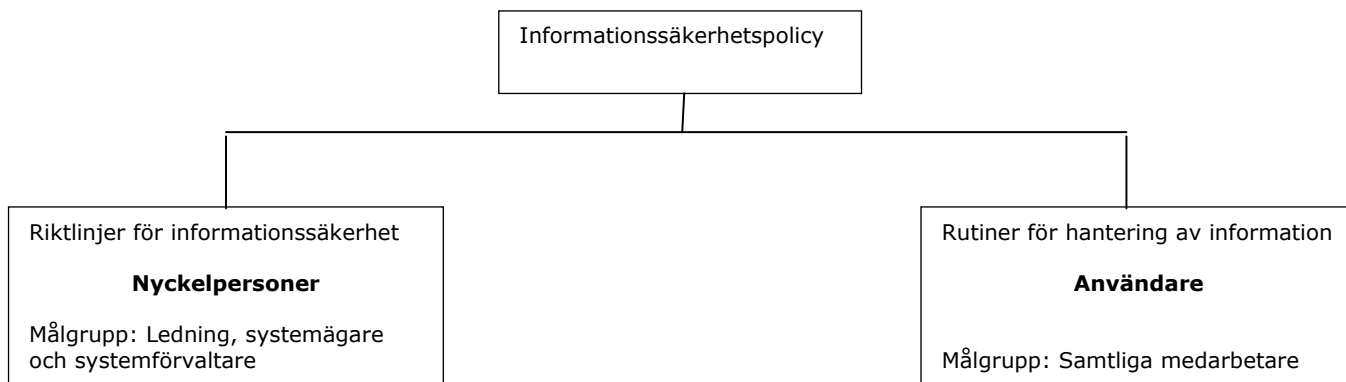 Informationssäkerhetspolicy
Riktlinjer för informationssäkerhet
Nyckelpersoner
Målgrupp: Ledning, systemägare
och systemförvaltare
Rutiner för hantering av information
Användare
Målgrupp: Samtliga medarbetare